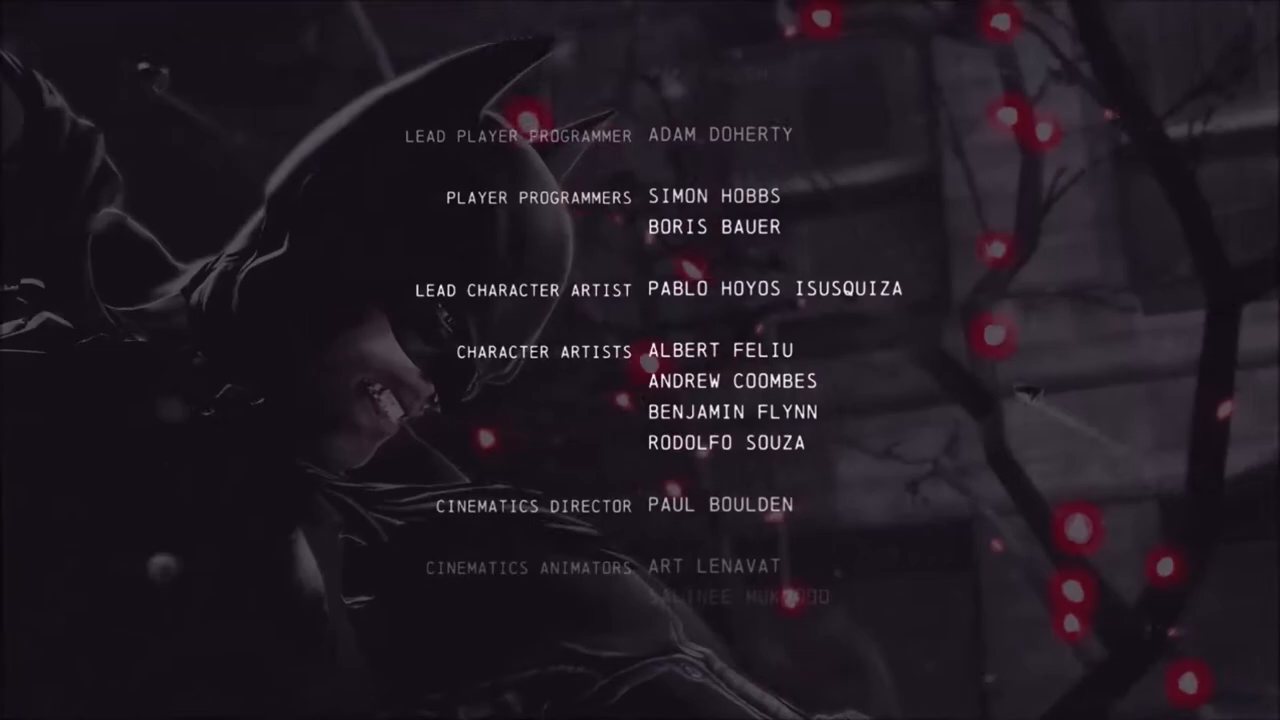 LEAD PLAYER PROGRAMMER ADAM DOHERTY
PLAYER PROGRAMMERS SIMON HOBBS
BORIS BAUER
LEAD CHARACTER ARTIST PABLO HOYOS ISUSQUIZA
CHARACTER ARTISTS ALBERT FELIU
ANDREW COOMBES
BENJAMIN FLYNN
RODOLFO SOUZA
CINEMATICS DIRECTOR PAUL BOULDEN
CINEMATICS ANIMATORS ART LENAVAT
SALINEE